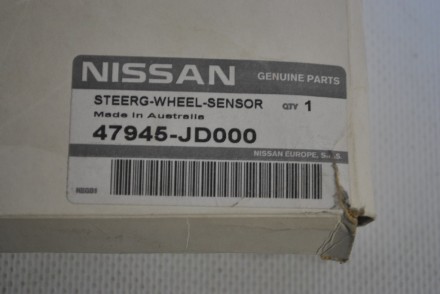 NISSAN
GENUINE PARTS
STEERG-WHEEL-SENSOR QTY 1
Made in Australia
47945-JD000
NISSAN EUROPE, S.A.S